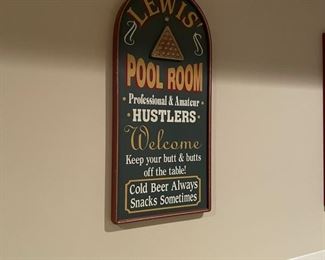 LEWIS'
POOL ROOM
Professional & Amateur
• HUSTLERS •
Welcome
Keep your butt & butts
off the table!
Cold Beer Always
Snacks Sometimes